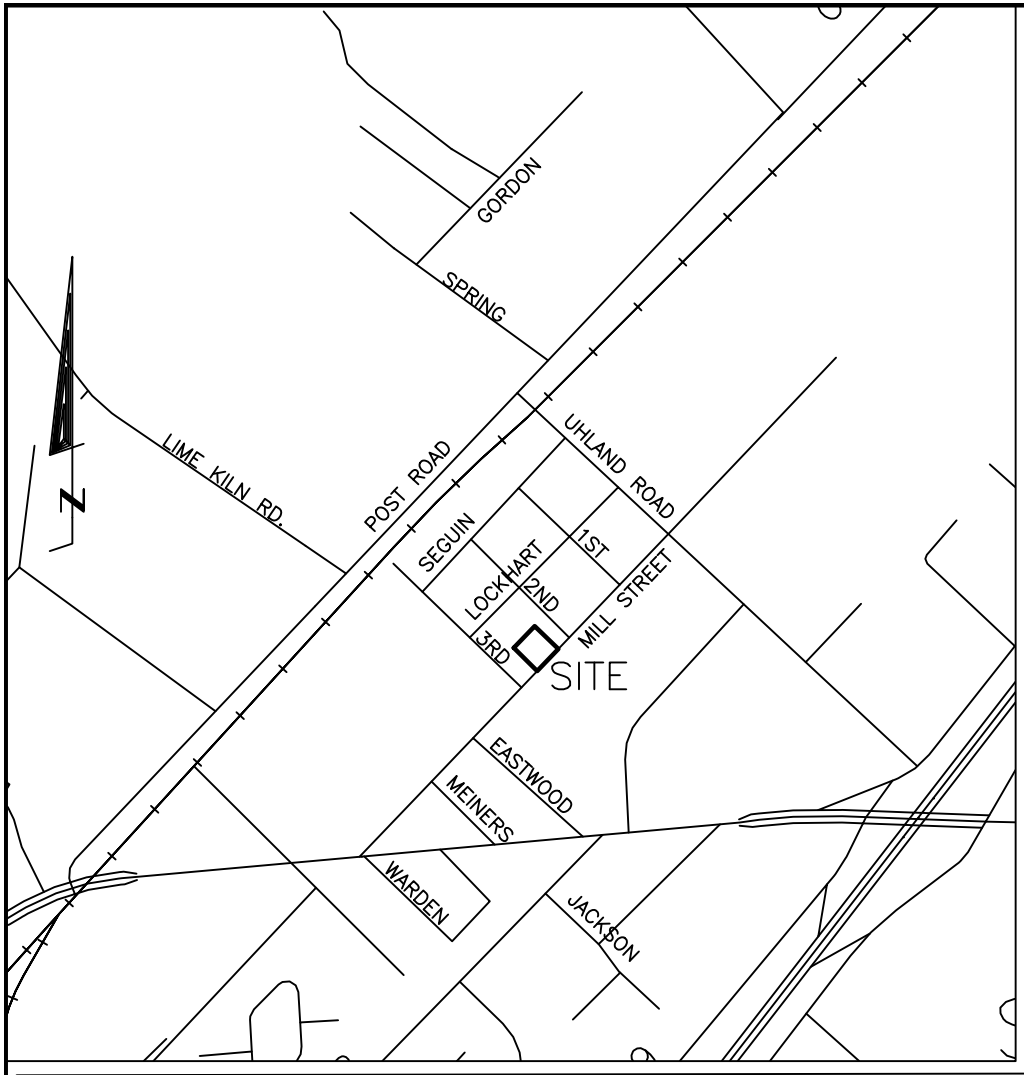 GORDON
SPRING
LIME KILN RD.
POST ROAD
UHLAND ROAD
SEGUIN
LOCKHART
1ST
2ND
3RD
MILL STREET
SITE
EASTWOOD
MEINERS
WARDEN
JACKSON
N